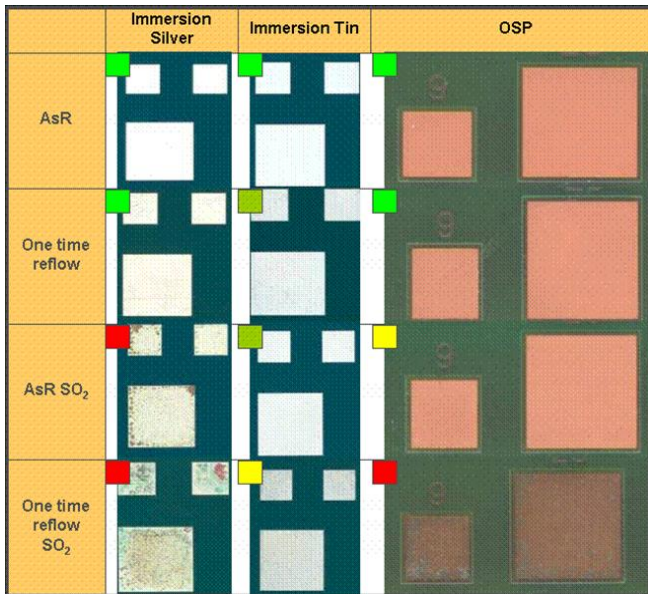 Immersion
Silver
Immersion Tin
OSP
AsR
9
One time
reflow
9
AsR SO₂
9
One time
reflow
SO₂
9